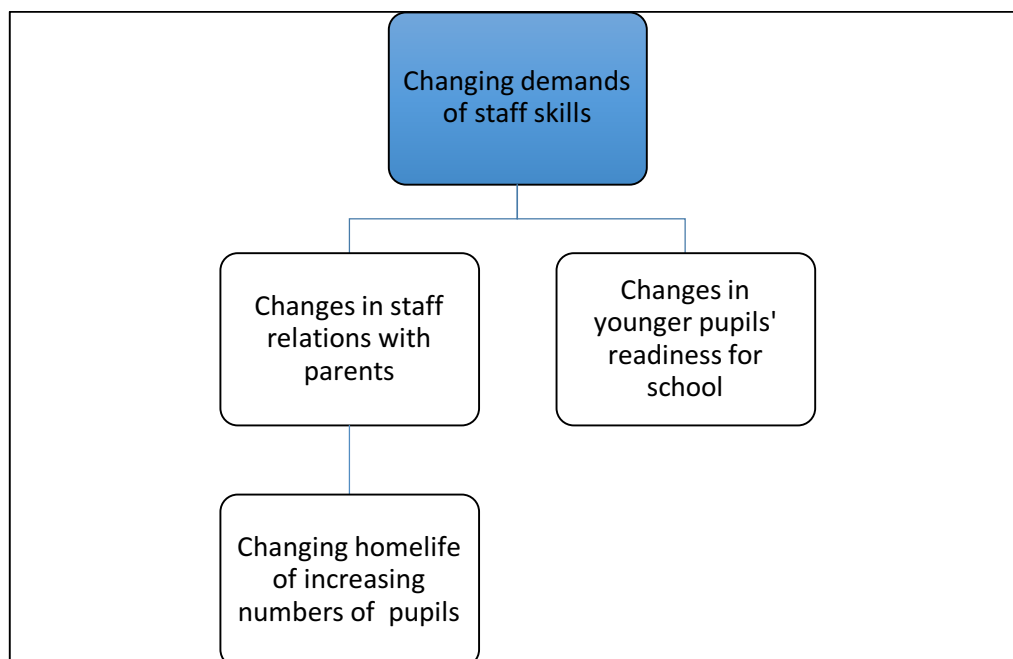 Changing demands
of staff skills
Changes in staff
relations with
parents
Changes in
younger pupils'
readiness for
school
Changing homelife
of increasing
numbers of  pupils